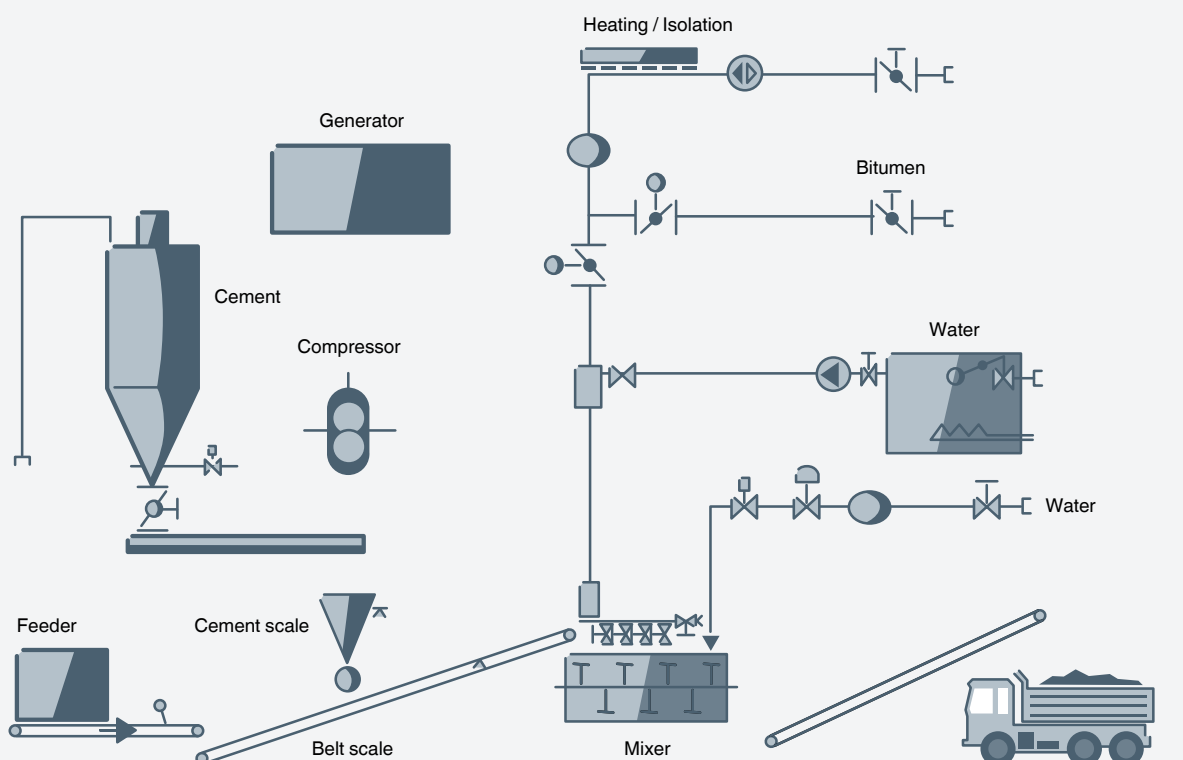 Heating / Isolation
Generator
Bitumen
Cement
Water
Compressor
Water
Feeder
Cement scale
Belt scale
Mixer